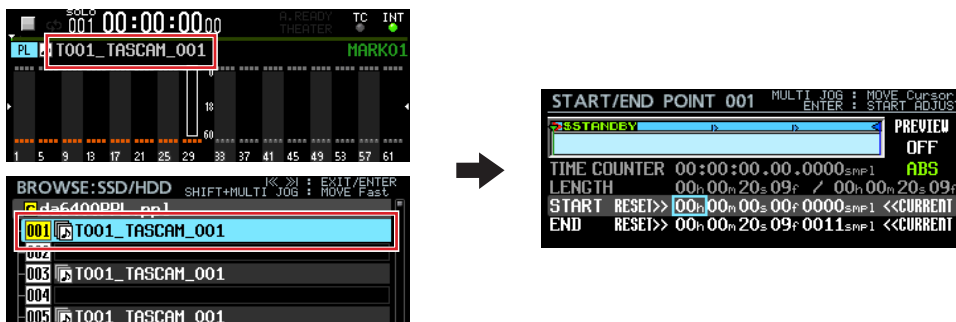 SOLO
001 00:00:00 00
A.READY
THEATER
TC INT
PL T001_TASCAM_001 MARK01
0
18
60
1 5 9 13 17 21 25 29 33 37 41 45 49 53 57 61
BROWSE:SSD/HDD SHIFT+MULTI JOG : EXIT/ENTER
MOVE Fast
da6400PPL.ppl
001 T001_TASCAM_001
002
003 T001_TASCAM_001
004
005 T001_TASCAM_001
START/END POINT 001 MULTI JOG : MOVE Cursor
ENTER : START ADJUST
STANDBY PREVIEW
OFF
TIME COUNTER 00:00:00.00.0000smpl ABS
LENGTH 00h00m20s09f / 00h00m20s09f
START RESET>> 00h00m00s00f0000smpl <<CURRENT
END RESET>> 00h00m20s09f0011smpl <<CURRENT